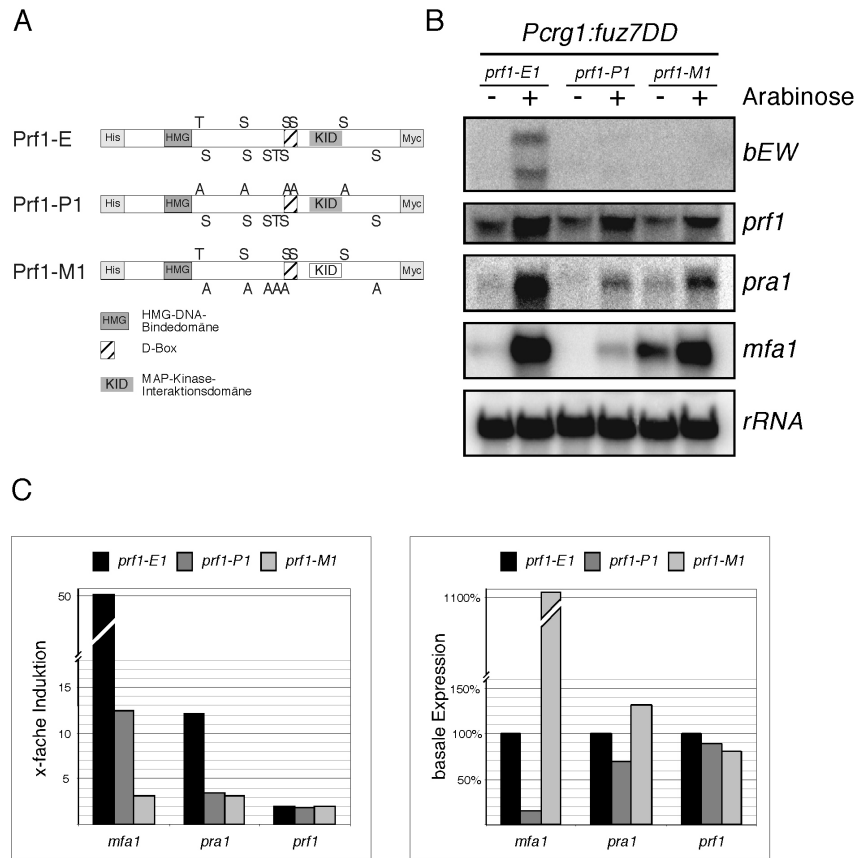 A
T S SS S
Prf1-E His HMG KID Myc
S S STS S
A A AA A
Prf1-P1 His HMG KID Myc
S S STS S
T S SS S
Prf1-M1 His HMG KID Myc
A A AAA A
HMG HMG-DNA-
Bindedomäne
D-Box
KID MAP-Kinase-
Interaktionsdomäne
B
Pcrg1:fuz7DD
prf1-E1 prf1-P1 prf1-M1
- + - + - + Arabinose
bEW
prf1
pra1
mfa1
rRNA
C
prf1-E1 prf1-P1 prf1-M1
50
15
10
5
x-fache Induktion
mfa1 pra1 prf1
prf1-E1 prf1-P1 prf1-M1
1100%
150%
100%
50%
basale Expression
mfa1 pra1 prf1